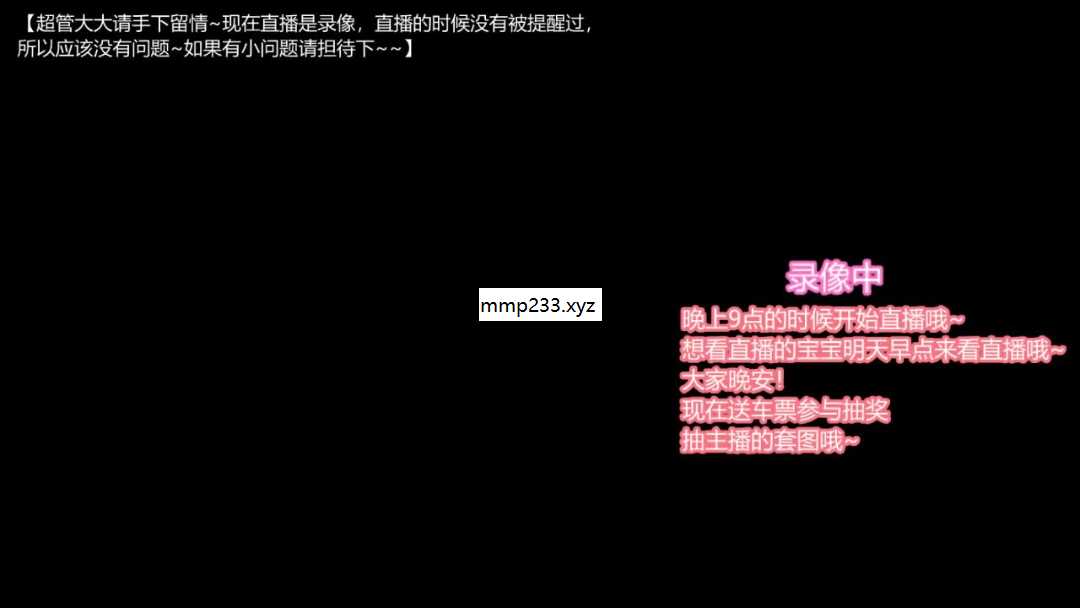 【超管大大请手下留情~现在直播是录像，直播的时候没有被提醒过，
所以应该没有问题~如果有小问题请担待下~~】
录像中
mmp233.xyz
晚上9点的时候开始直播哦~
想看直播的宝宝明天早点来看直播哦~
大家晚安！
现在送车票参与抽奖
抽主播的套图哦~